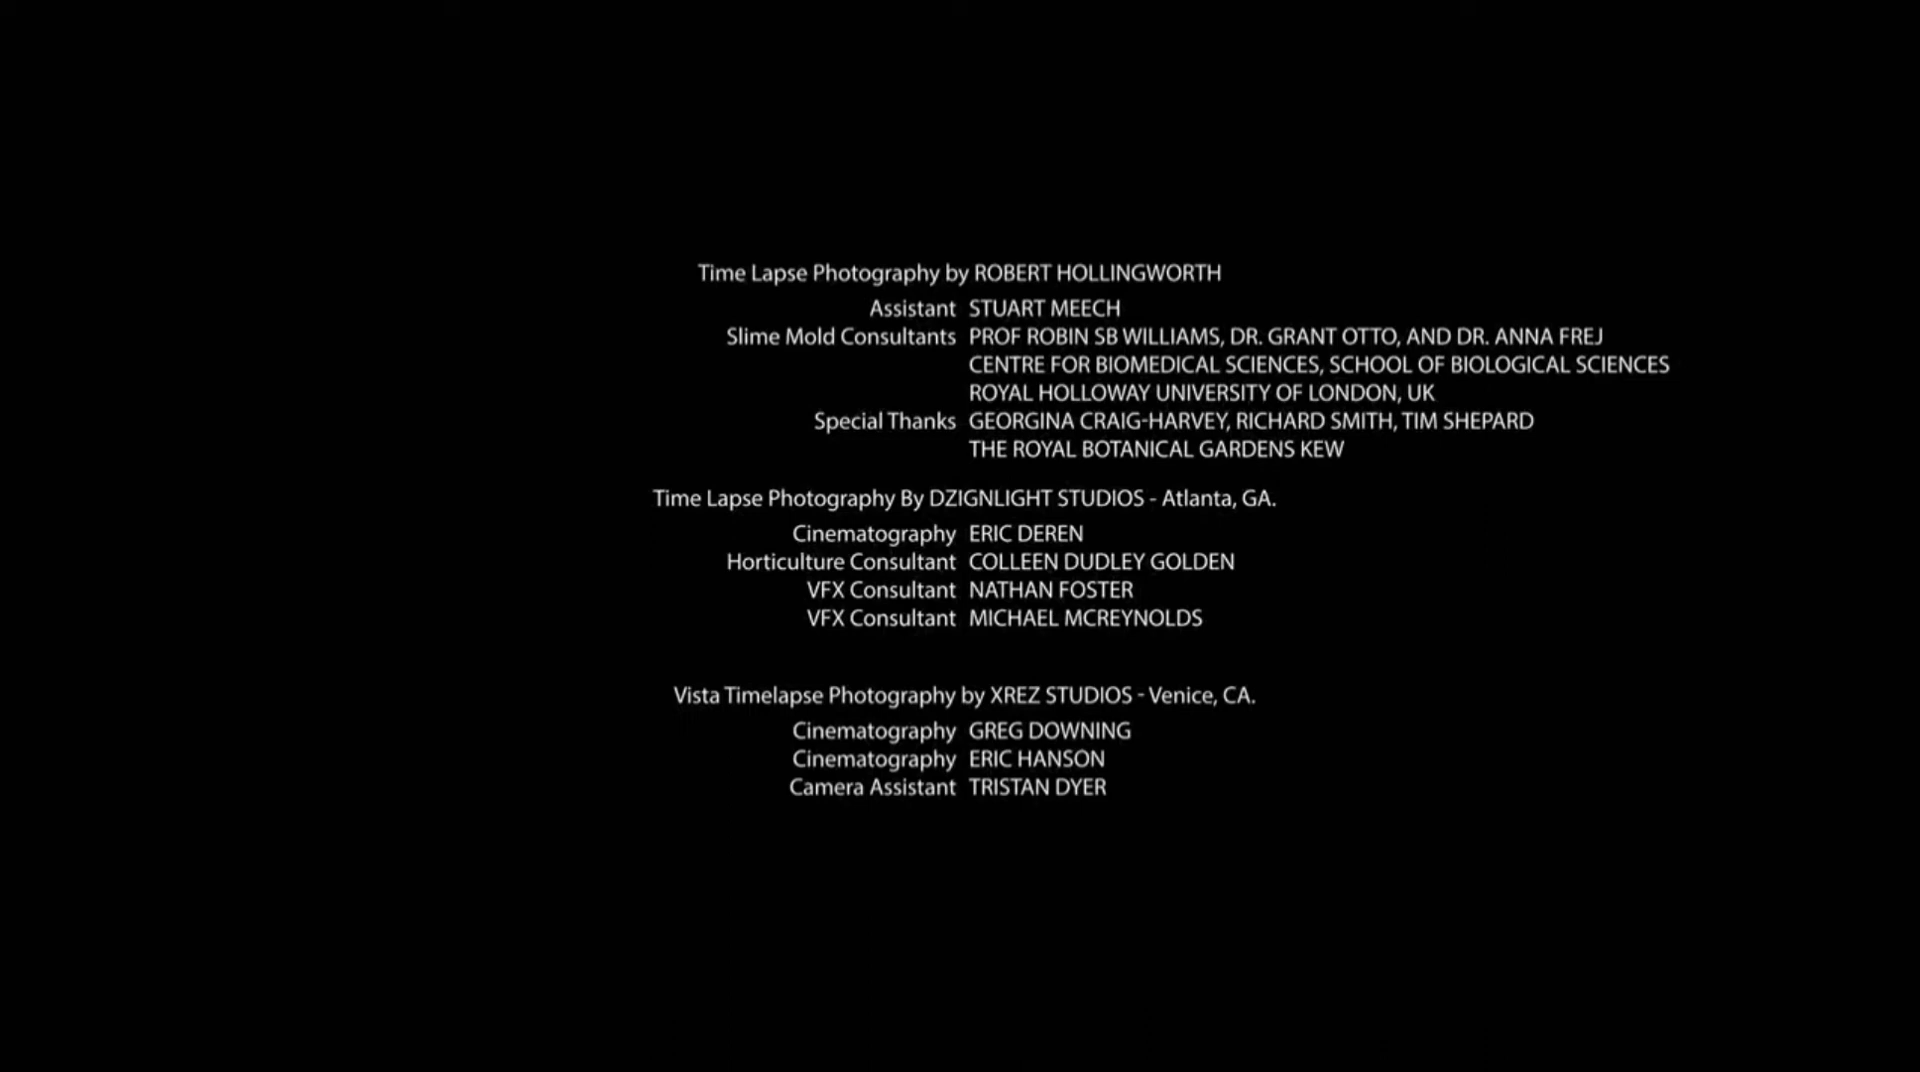 Time Lapse Photography by ROBERT HOLLINGWORTH
Assistant STUART MEECH
Slime Mold Consultants PROF ROBIN SB WILLIAMS, DR. GRANT OTTO, AND DR. ANNA FREJ
CENTRE FOR BIOMEDICAL SCIENCES, SCHOOL OF BIOLOGICAL SCIENCES
ROYAL HOLLOWAY UNIVERSITY OF LONDON, UK
Special Thanks GEORGINA CRAIG-HARVEY, RICHARD SMITH, TIM SHEPARD
THE ROYAL BOTANICAL GARDENS KEW
Time Lapse Photography By DZIGNLIGHT STUDIOS - Atlanta, GA.
Cinematography ERIC DEREN
Horticulture Consultant COLLEEN DUDLEY GOLDEN
VFX Consultant NATHAN FOSTER
VFX Consultant MICHAEL MCREYNOLDS
Vista Timelapse Photography by XREZ STUDIOS - Venice, CA.
Cinematography GREG DOWNING
Cinematography ERIC HANSON
Camera Assistant TRISTAN DYER